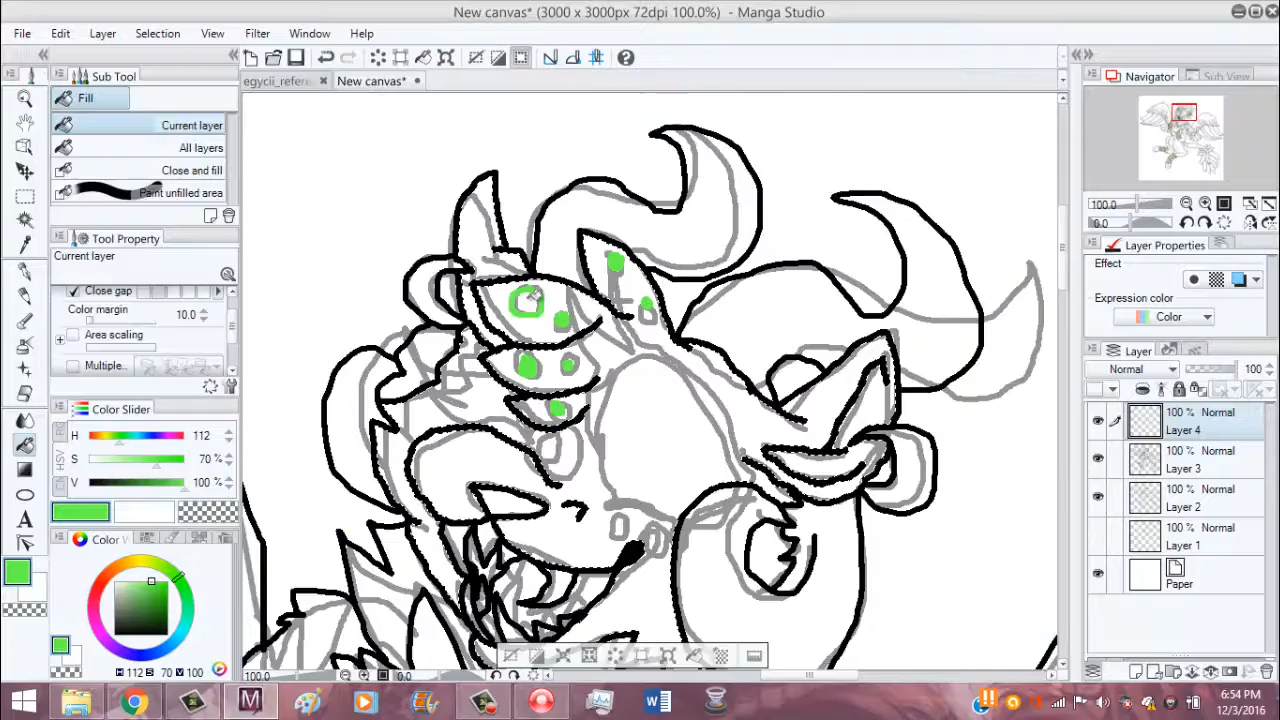 New canvas* (3000 x 3000px 72dpi 100.0%) - Manga Studio
File Edit Layer Selection View Filter Window Help
Sub Tool
egycii_refere
New canvas*
Navigator
Sub View
Fill
Current layer
All layers
Close and fill
Paint unfilled area
Tool Property
Current layer
Close gap
Color margin
10.0
Area scaling
Multiple..
Color Slider
H 112
S 70 %
V 100 %
HSV
Color
H 112 S 70 V 100
A
100.0
0.0
100.0
0.0
Layer Properties
Effect
Expression color
Color
Layer
Normal 100
100 % Normal
Layer 4
100 % Normal
Layer 3
100 % Normal
Layer 2
100 % Normal
Layer 1
Paper
6:54 PM
12/3/2016